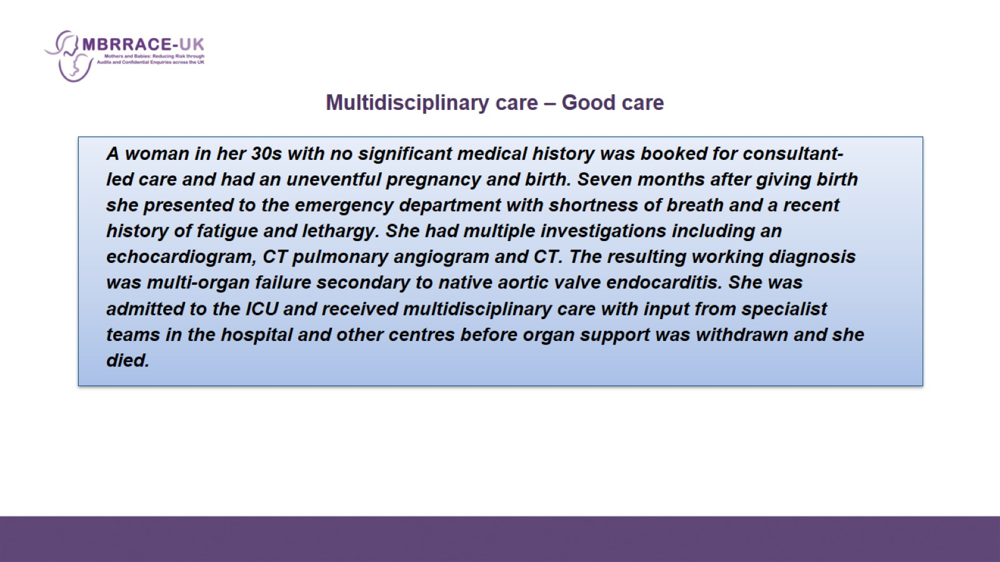 MBRRACE-UK
Mothers and Babies: Reducing Risk through
Audits and Confidential Enquiries across the UK
Multidisciplinary care – Good care
A woman in her 30s with no significant medical history was booked for consultant-
led care and had an uneventful pregnancy and birth. Seven months after giving birth
she presented to the emergency department with shortness of breath and a recent
history of fatigue and lethargy. She had multiple investigations including an
echocardiogram, CT pulmonary angiogram and CT. The resulting working diagnosis
was multi-organ failure secondary to native aortic valve endocarditis. She was
admitted to the ICU and received multidisciplinary care with input from specialist
teams in the hospital and other centres before organ support was withdrawn and she
died.